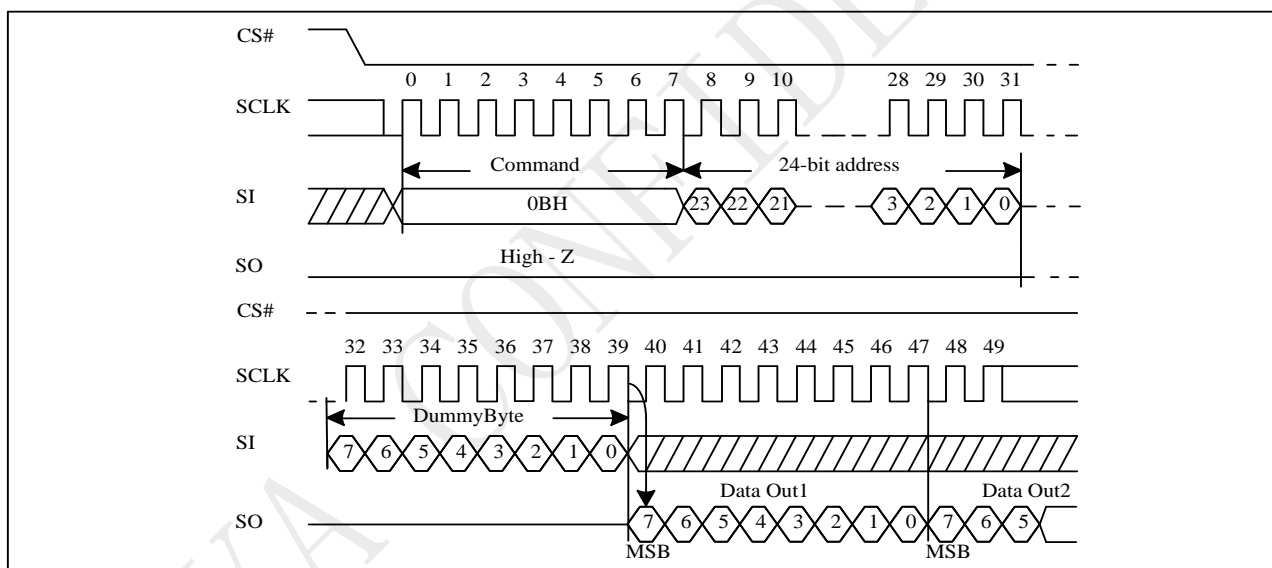 CS#
0 1 2 3 4 5 6 7 8 9 10 28 29 30 31
SCLK
Command 24-bit address
SI 0BH 23 22 21 3 2 1 0
High - Z
SO
CS#
32 33 34 35 36 37 38 39 40 41 42 43 44 45 46 47 48 49
SCLK
DummyByte
SI 7 6 5 4 3 2 1 0
Data Out1 Data Out2
SO 7 6 5 4 3 2 1 0 7 6 5
MSB MSB